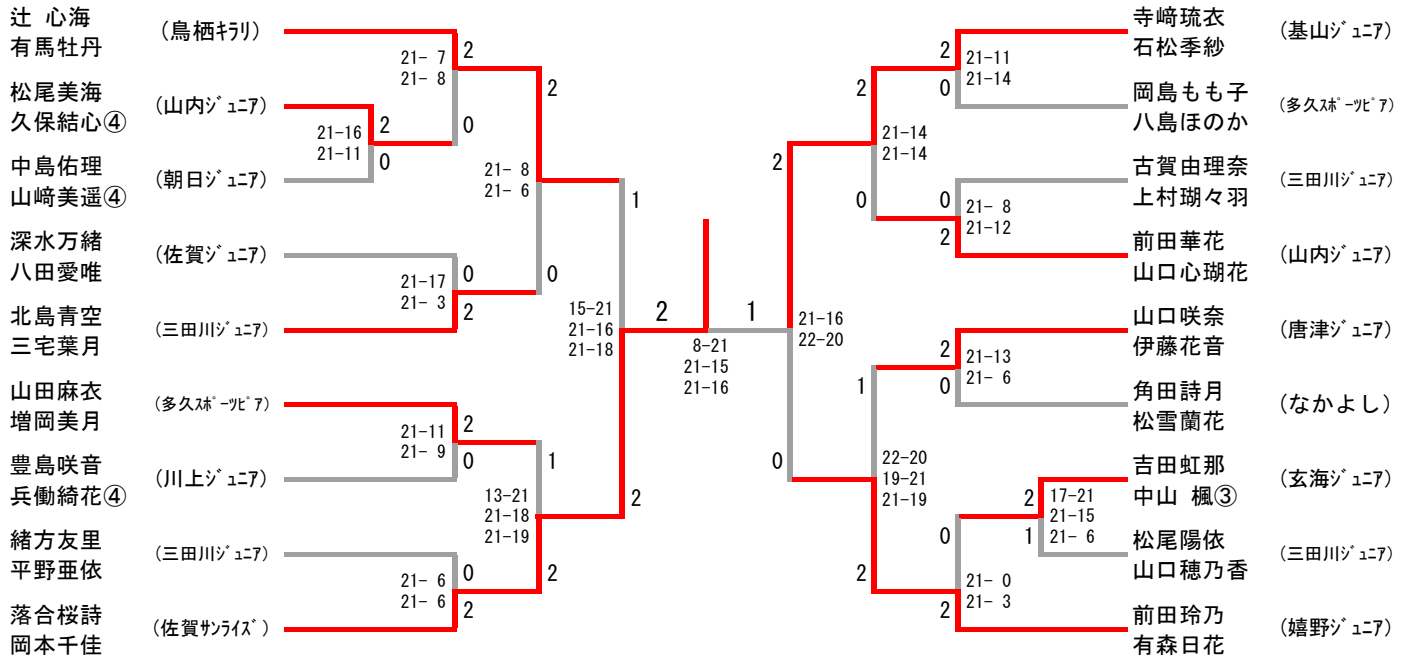 辻 心海
有馬牡丹
(鳥栖キラリ)
松尾美海
久保結心④
(山内ｼﾞｭﾆｱ)
中島佑理
山﨑美遥④
(朝日ｼﾞｭﾆｱ)
深水万緒
八田愛唯
(佐賀ｼﾞｭﾆｱ)
北島青空
三宅葉月
(三田川ｼﾞｭﾆｱ)
山田麻衣
増岡美月
(多久ｽﾎﾟｰﾂﾋﾟｱ)
豊島咲音
兵働綺花④
(川上ｼﾞｭﾆｱ)
緒方友里
平野亜依
(三田川ｼﾞｭﾆｱ)
落合桜詩
岡本千佳
(佐賀ｻﾝﾗｲｽﾞ)
21- 7
21- 8
2
0
21-16
21-11
2
0
21-17
21- 3
0
2
21-11
21- 9
2
0
21- 6
21- 6
0
2
21- 8
21- 6
2
0
13-21
21-18
21-19
1
2
15-21
21-16
21-18
1
2
2
1
8-21
21-15
21-16
21-16
22-20
2
0
21-14
21-14
2
0
22-20
19-21
21-19
1
2
21-11
21-14
2
0
21- 8
21-12
0
2
21-13
21- 6
2
0
17-21
21-15
21- 6
2
1
21- 0
21- 3
0
2
寺﨑琉衣
石松季紗
(基山ｼﾞｭﾆｱ)
岡島もも子
八島ほのか
(多久ｽﾎﾟｰﾂﾋﾟｱ)
古賀由理奈
上村瑚々羽
(三田川ｼﾞｭﾆｱ)
前田華花
山口心瑚花
(山内ｼﾞｭﾆｱ)
山口咲奈
伊藤花音
(唐津ｼﾞｭﾆｱ)
角田詩月
松雪蘭花
(なかよし)
吉田虹那
中山 楓③
(玄海ｼﾞｭﾆｱ)
松尾陽依
山口穂乃香
(三田川ｼﾞｭﾆｱ)
前田玲乃
有森日花
(嬉野ｼﾞｭﾆｱ)